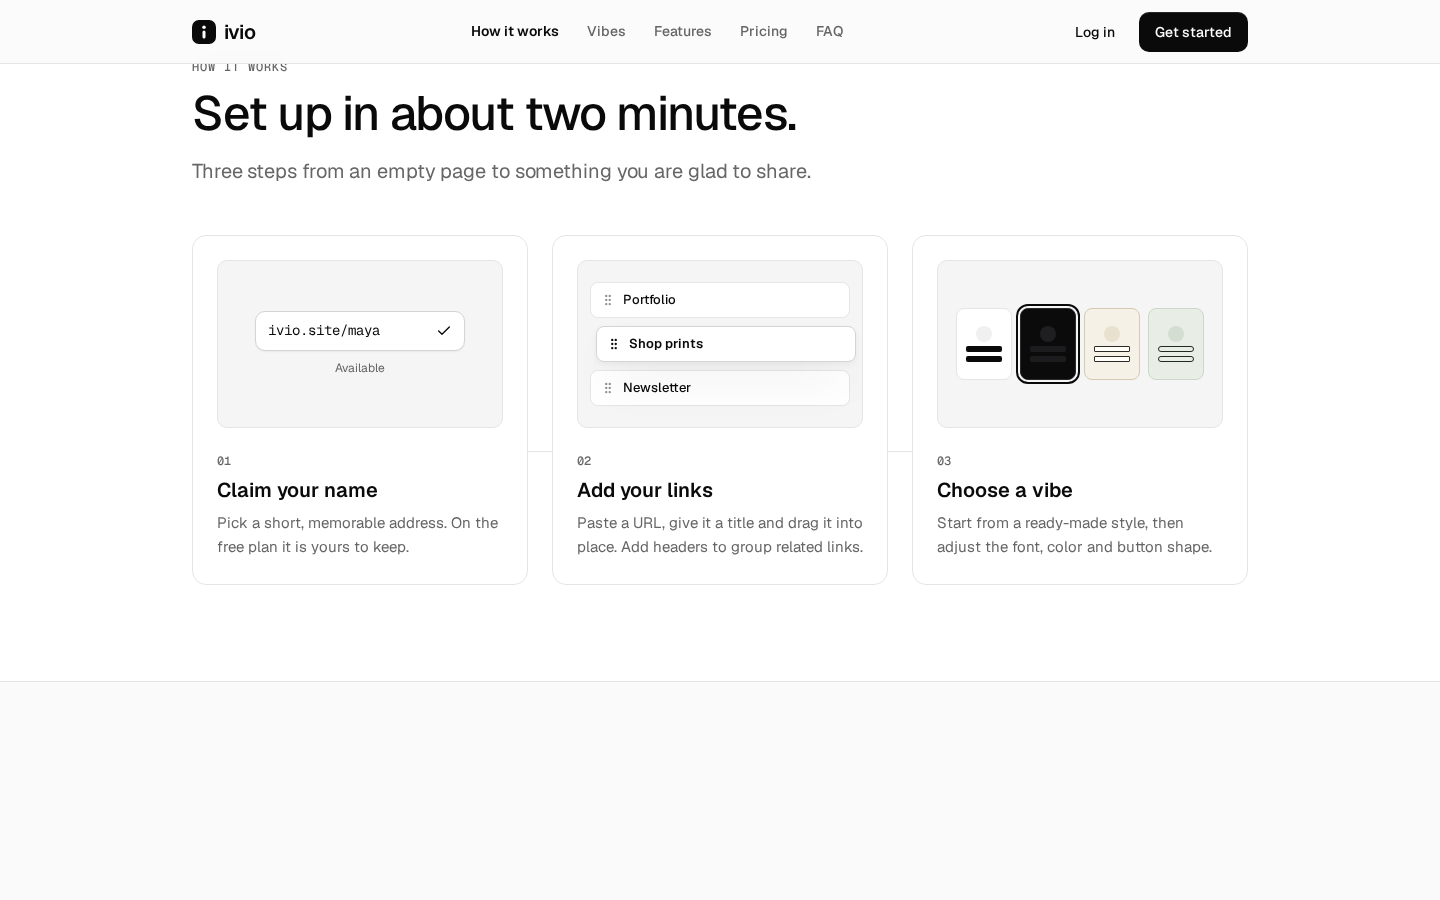 ivio
How it works
Vibes
Features
Pricing
FAQ
Log in
Get started
HOW IT WORKS
Set up in about two minutes.
Three steps from an empty page to something you are glad to share.
ivio.site/maya
Available
01
Claim your name
Pick a short, memorable address. On the
free plan it is yours to keep.
Portfolio
Shop prints
Newsletter
02
Add your links
Paste a URL, give it a title and drag it into
place. Add headers to group related links.
03
Choose a vibe
Start from a ready-made style, then
adjust the font, color and button shape.